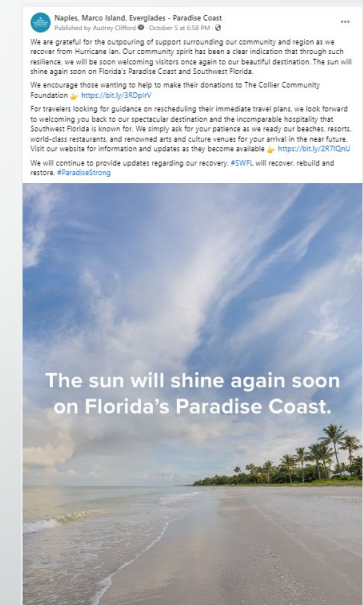 Naples, Marco Island, Everglades - Paradise Coast
Published by Audrey Clifford · October 5 at 6:58 PM ·
We are grateful for the outpouring of support surrounding our community and region as we
recover from Hurricane Ian. Our community spirit has been a clear indication that through such
resilience, we will be soon welcoming visitors once again to our beautiful destination. The sun will
shine again soon on Florida's Paradise Coast and Southwest Florida.
We encourage those wanting to help to make their donations to The Collier Community
Foundation 👉 https://bit.ly/3RDpIrV
For travelers looking for guidance on rescheduling their immediate travel plans, we look forward
to welcoming you back to our spectacular destination and the incomparable hospitality that
Southwest Florida is known for. We simply ask for your patience as we ready our beaches, resorts,
world-class restaurants, and renowned arts and culture venues for your arrival in the near future.
Visit our website for information and updates as they become available 👉 https://bit.ly/2R7IQnU
We will continue to provide updates regarding our recovery. #SWFL will recover, rebuild and
restore. #ParadiseStrong
The sun will shine again soon
on Florida's Paradise Coast.